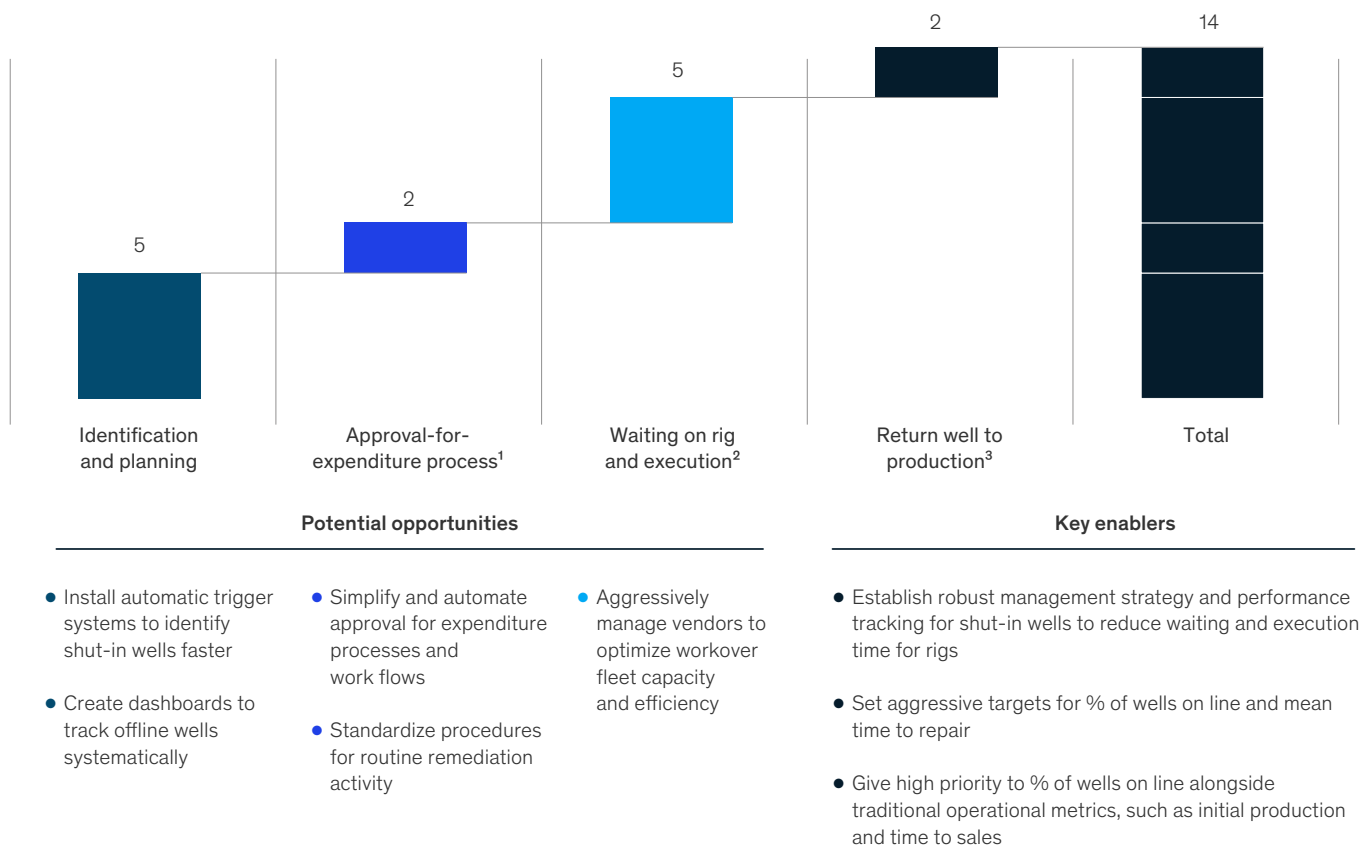 5
2
5
2
14
Identification
and planning
Approval-for-
expenditure process¹
Waiting on rig
and execution²
Return well to
production³
Total
Potential opportunities
● Install automatic trigger
systems to identify
shut-in wells faster
● Create dashboards to
track offline wells
systematically
● Simplify and automate
approval for expenditure
processes and
work flows
● Standardize procedures
for routine remediation
activity
● Aggressively
manage vendors to
optimize workover
fleet capacity
and efficiency
Key enablers
● Establish robust management strategy and performance
tracking for shut-in wells to reduce waiting and execution
time for rigs
● Set aggressive targets for % of wells on line and mean
time to repair
● Give high priority to % of wells on line alongside
traditional operational metrics, such as initial production
and time to sales